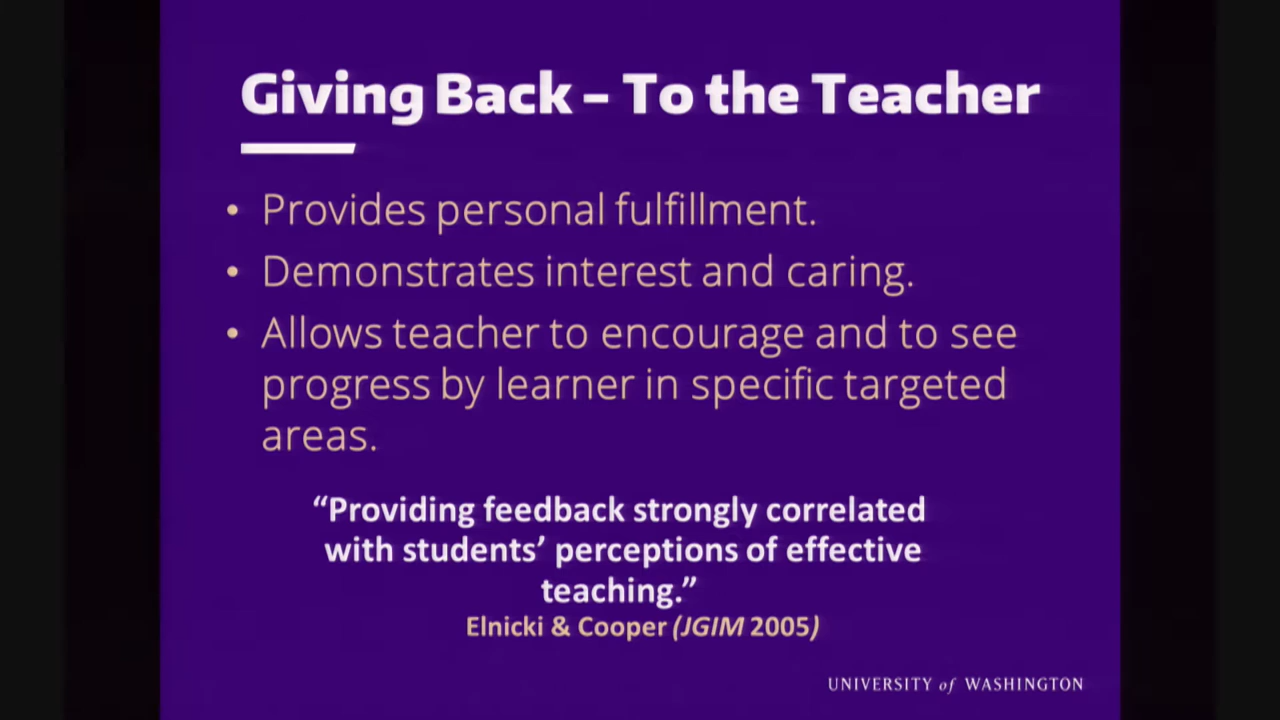 Giving Back – To the Teacher
• Provides personal fulfillment.
• Demonstrates interest and caring.
• Allows teacher to encourage and to see
progress by learner in specific targeted
areas.
“Providing feedback strongly correlated
with students’ perceptions of effective
teaching.”
Elnicki & Cooper (JGIM 2005)
UNIVERSITY of WASHINGTON